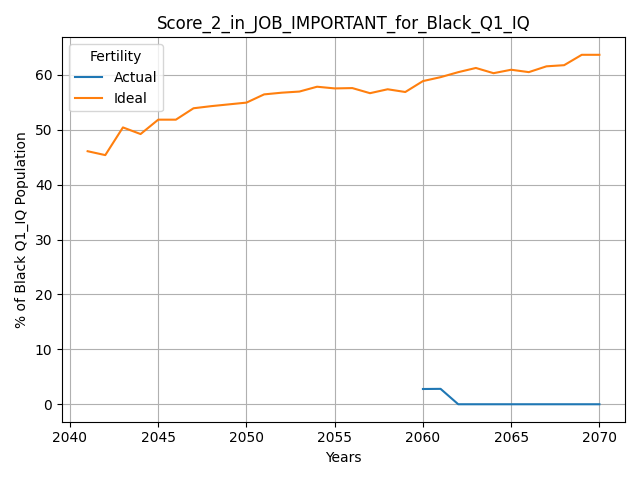 Score_2_in_JOB_IMPORTANT_for_Black_Q1_IQ
Fertility
Actual
Ideal
% of Black Q1_IQ Population
60
50
40
30
20
10
0
2040 2045 2050 2055 2060 2065 2070
Years